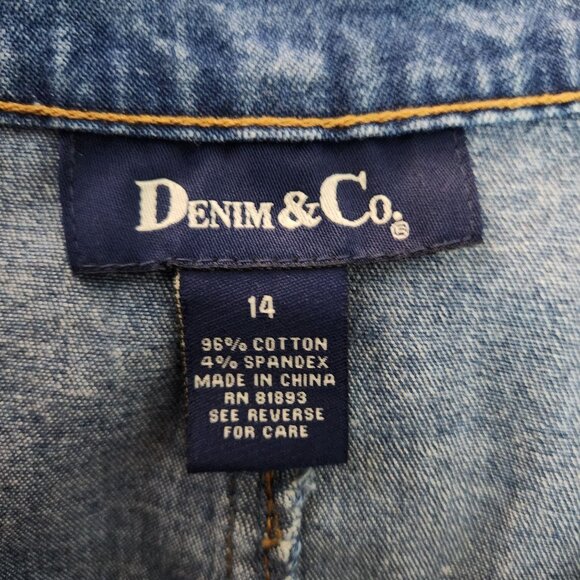 DENIM & CO.®
14
96% COTTON
4% SPANDEX
MADE IN CHINA
RN 81893
SEE REVERSE
FOR CARE